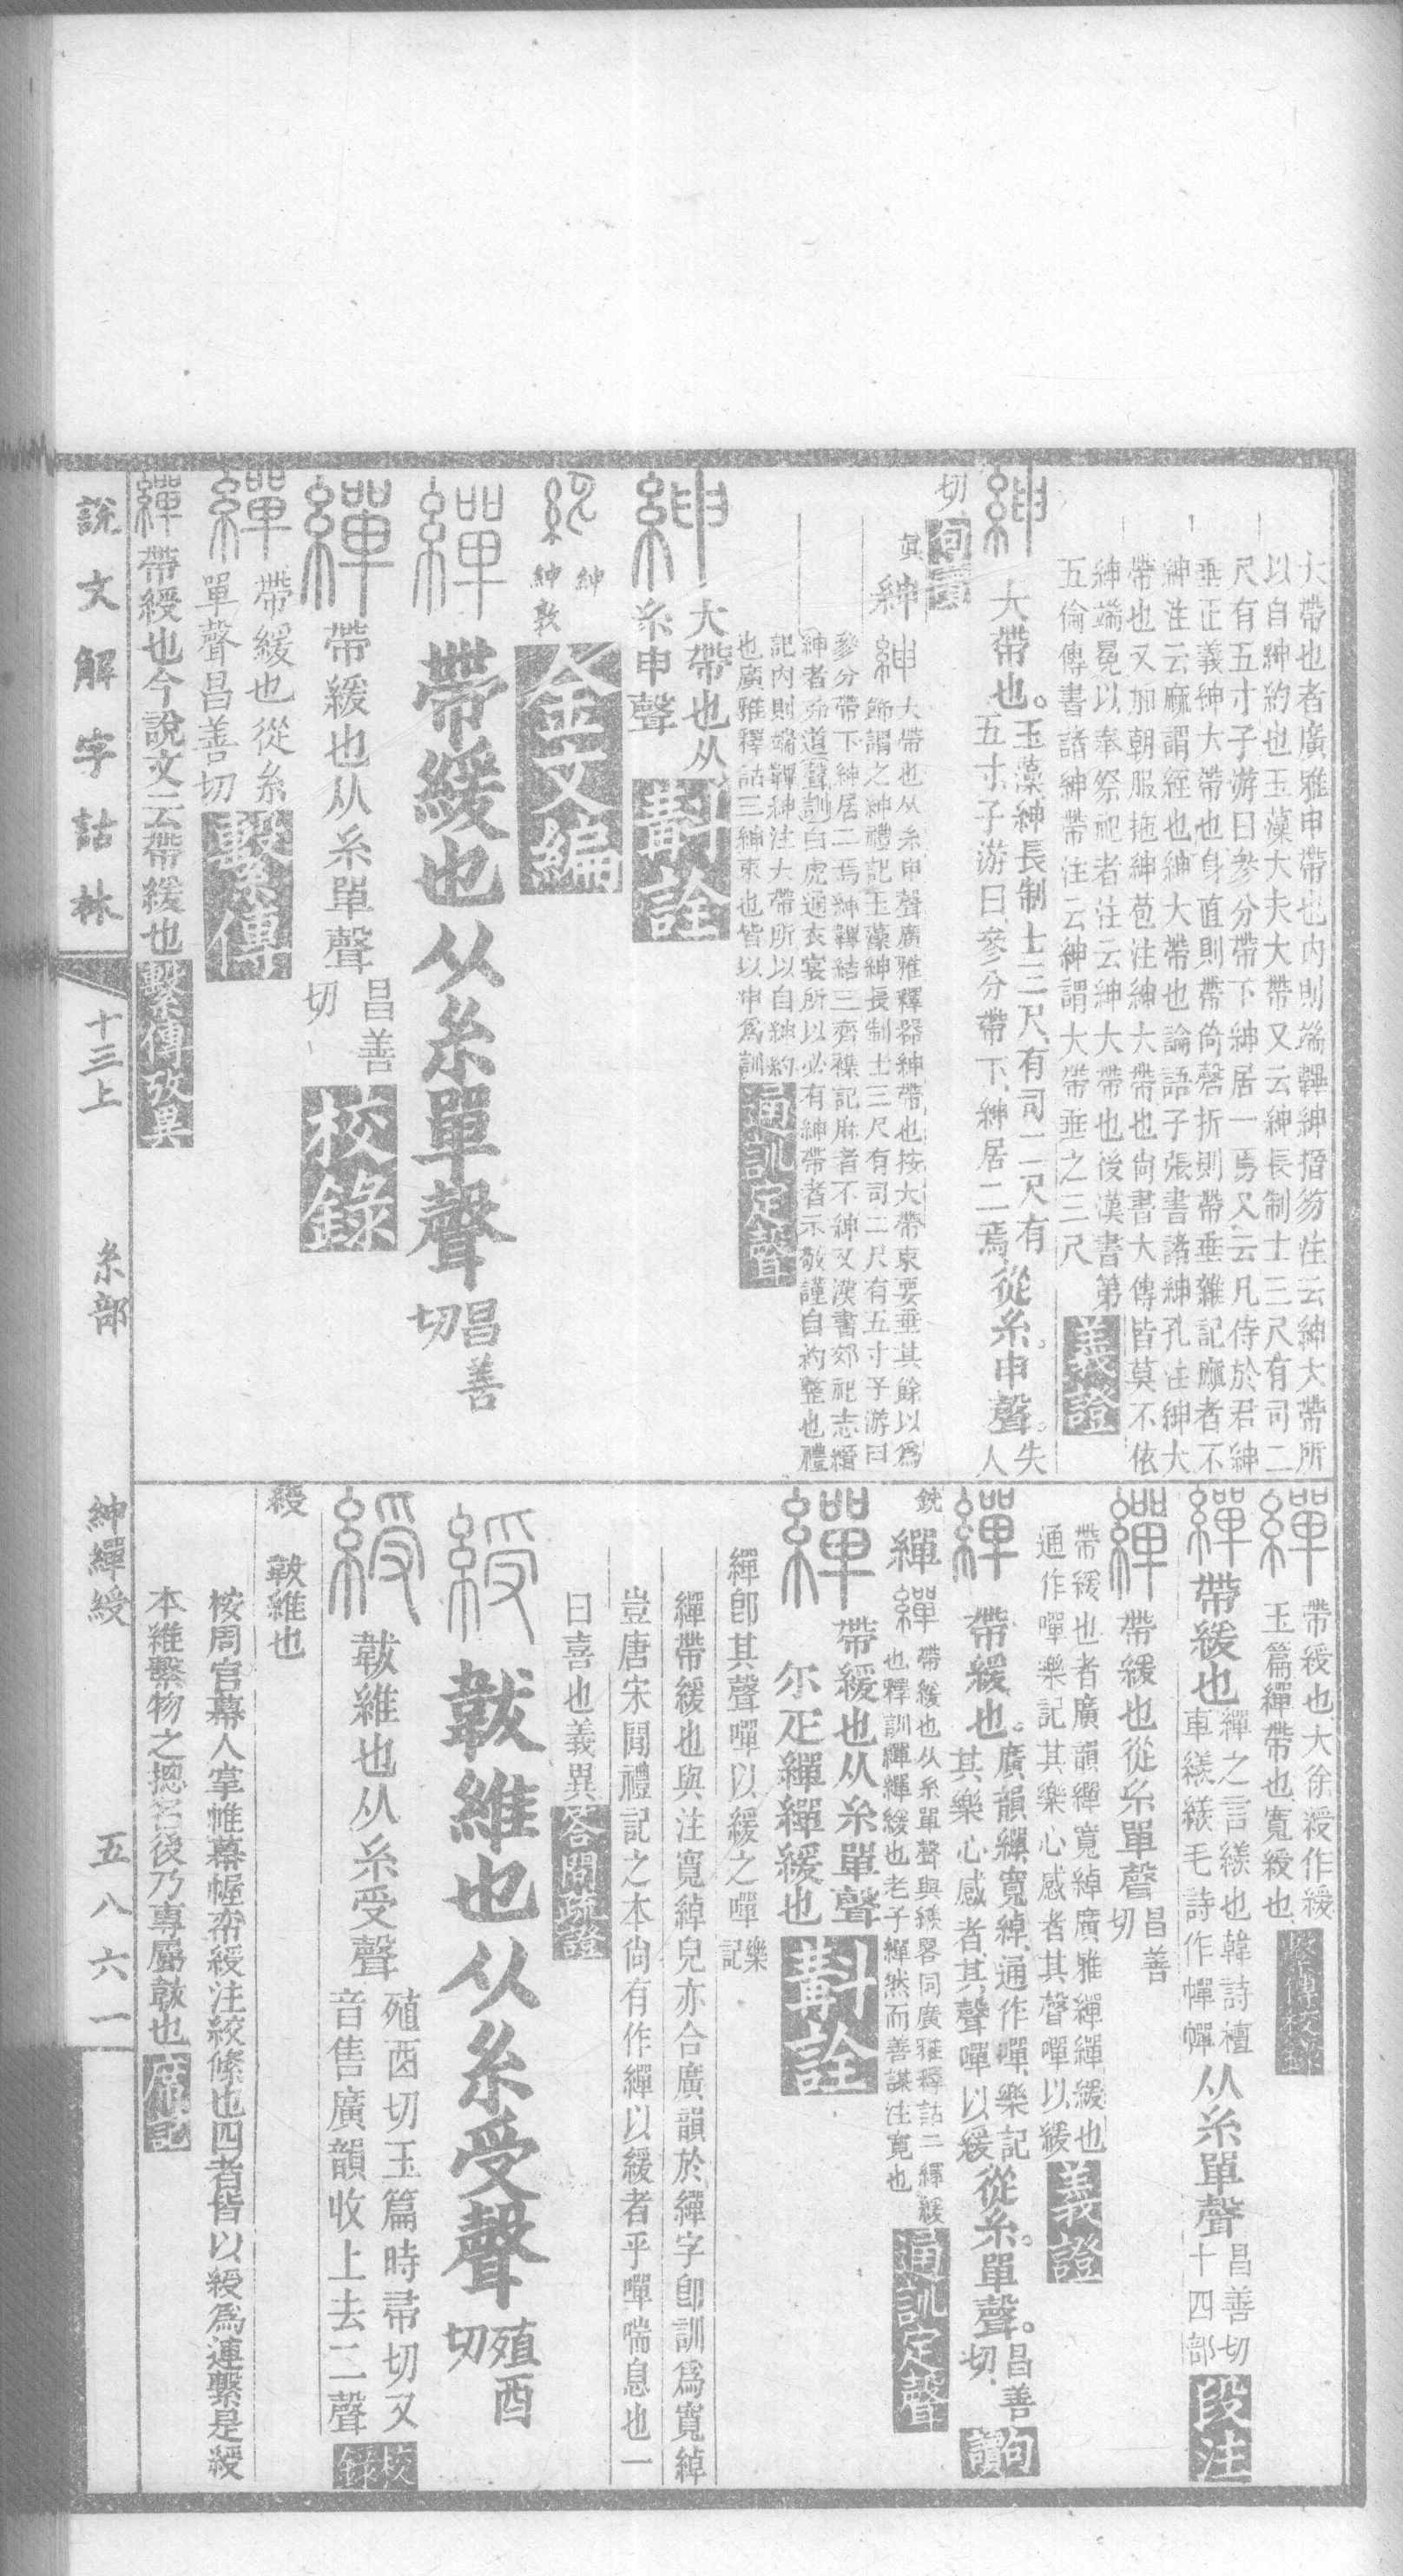 大帶也者廣雅申帶也內則端韠紳搢笏注云紳大帶所
以自紳約也玉藻大夫大帶又云紳長制士三尺有司二
尺有五寸子游曰參分帶下紳居一焉又云凡侍於君紳
垂正義紳大帶也身直則帶倚磬折則帶垂雜記麻者不
紳注云麻謂絰也紳大帶也論語子張書諸紳孔注紳大
帶也又加朝服拖紳苞注紳大帶也尚書大傳皆莫不依
紳端冕以奉祭祀者注云紳大帶也後漢書第
五倫傳書諸紳帶注云紳謂大帶垂之三尺義證
紳大帶也。玉藻紳長制士三尺有司二尺有
五寸子游曰參分帶下紳居二焉從糸。申聲。失人
切句讀
真紳紳大帶也从糸申聲廣雅釋器紳帶也按大帶束要垂其餘以爲
飾謂之紳禮記玉藻紳長制士三尺有司二尺有五寸子游曰
參分帶下紳居二焉紳韠結三齊襍記麻者不紳又漢書郊祀志縉
紳者弗道聲訓白虎通衣裳所以必有紳帶者示敬謹自約整也禮
記內則端韠紳注大帶所以自紳約
也廣雅釋詁三紳束也皆以申爲訓通訓定聲
紳大帶也从
糸申聲斠詮
紳
紳敦金文編
繟帶緩也从糸單聲昌善切
繟帶緩也从糸單聲昌善切校錄
繟帶緩也從糸
單聲昌善切繫傳
繟帶綬也今說文云帶緩也繫傳攷異
繟帶綬也大徐綬作緩
玉篇繟帶也寬綬也繫傳校錄
繟帶緩也繟之言繕也韓詩檀
車繕繕毛詩作幝幝从糸單聲昌善切
十四部段注
繟帶緩也從糸單聲昌善切
帶緩也者廣韻繟寬綽廣雅繟繟緩也
通作嘽樂記其樂心感者其聲嘽以緩義證
繟帶緩也。廣韻繟寬綽通作嘽樂記
其樂心感者其聲嘽以緩從糸。單聲。昌善切句讀
銑繟繟帶緩也从糸單聲與繎畧同廣雅釋詁二繟緩
也釋訓繟繟緩也老子繟然而善謀注寬也通訓定聲
繟帶緩也从糸單聲
尒疋繟繟緩也斠詮
繟卽其聲嘽以緩之嘽樂記
繟帶緩也與注寬綽皃亦合廣韻於繟字卽訓爲寬綽
豈唐宋閒禮記之本尙有作繟以緩者乎嘽喘息也一
曰喜也義異答問疏證
綬韍維也从糸受聲殖酉切
綬韍維也从糸受聲殖酉切玉篇時帚切又
音售廣韻收上去二聲校錄
綬 韍維也
桉周官幕人掌帷幕幄帟綬注綬絛也四者皆以綬爲連繫是綬
本維繫物之摠名後乃專屬韍也席記
說文解字詁林 十三上 糸部 紳繟綬 五八六一